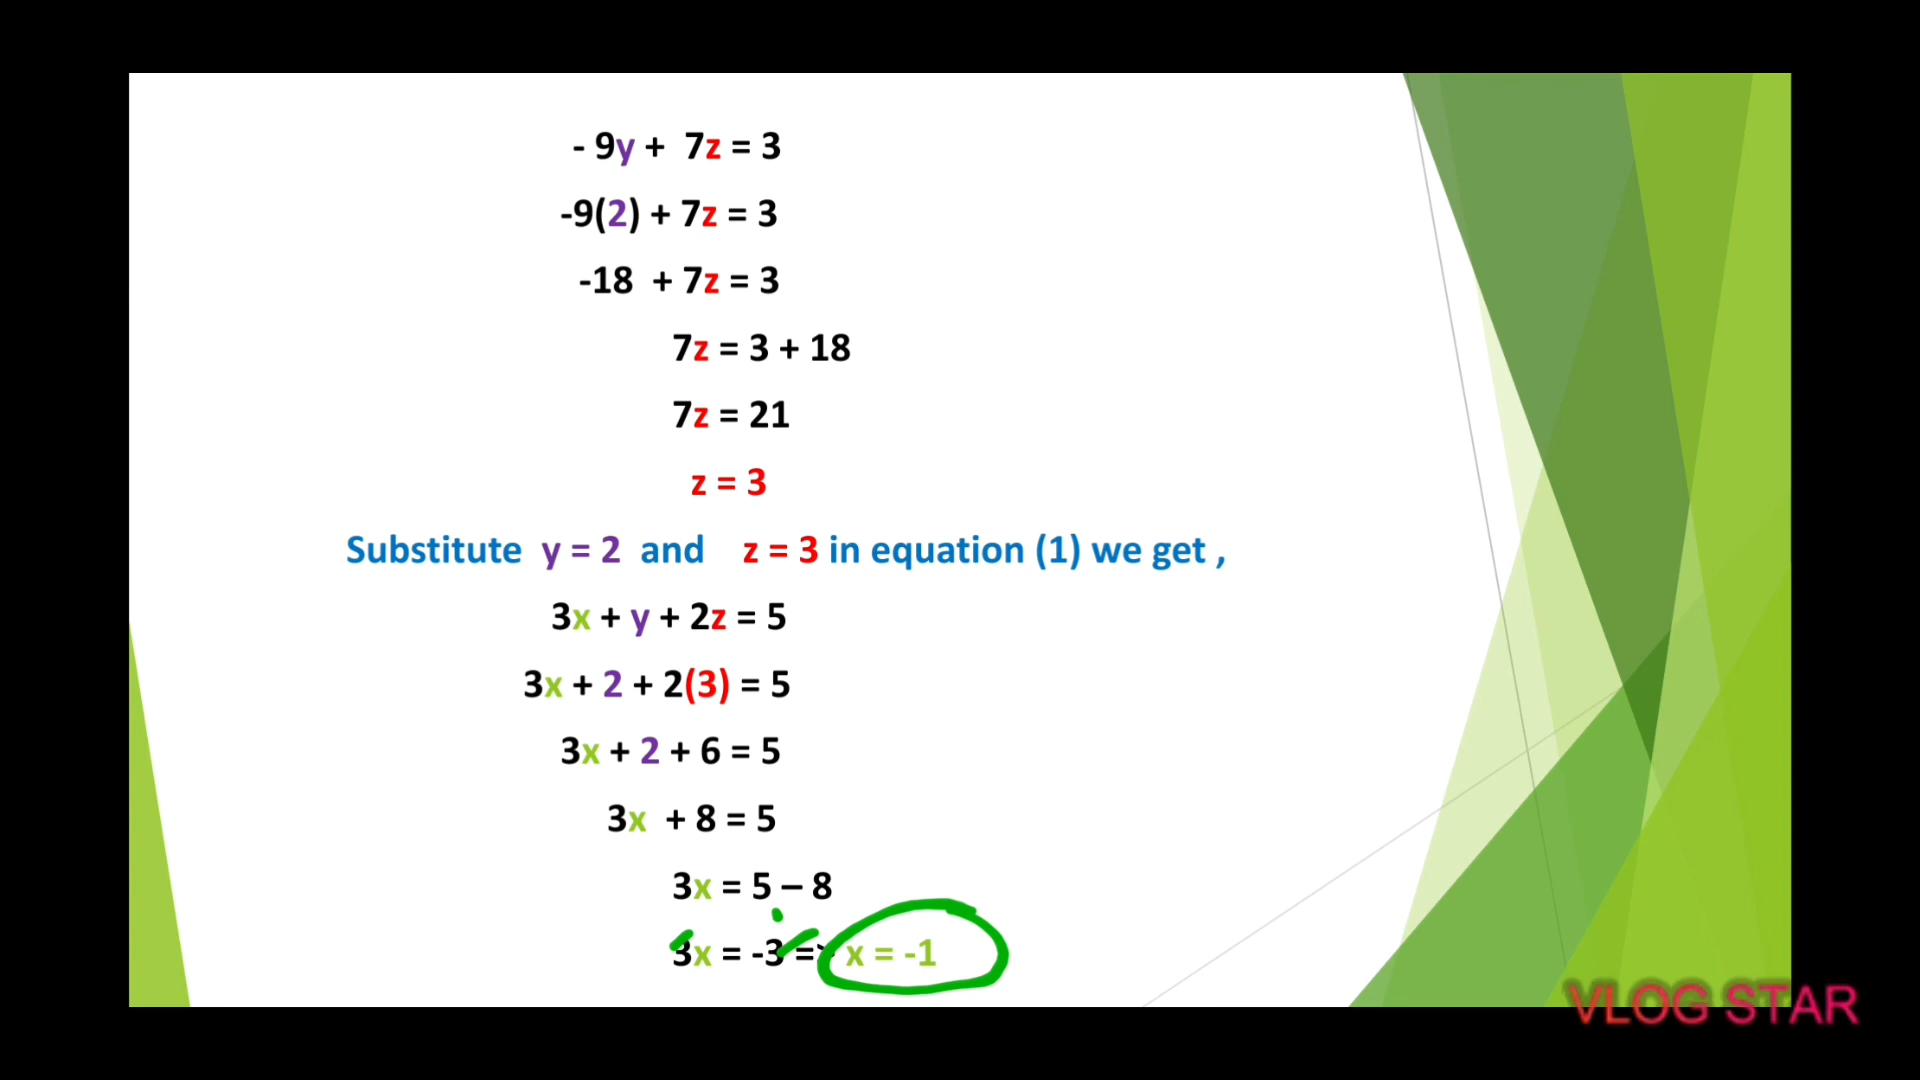 - 9y + 7z = 3
-9(2) + 7z = 3
-18 + 7z = 3
7z = 3 + 18
7z = 21
z = 3
Substitute y = 2 and z = 3 in equation (1) we get ,
3x + y + 2z = 5
3x + 2 + 2(3) = 5
3x + 2 + 6 = 5
3x + 8 = 5
3x = 5 – 8
3x = -3 => x = -1
VLOG STAR